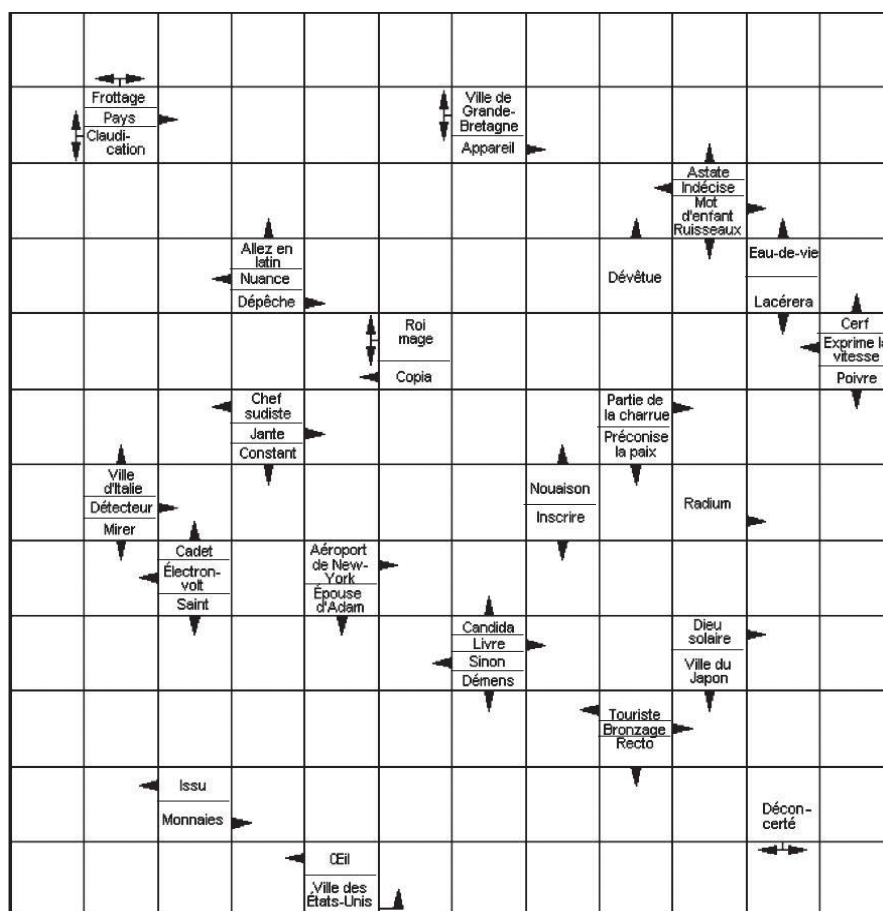 Frottage
Pays
Claudi-
cation
Ville de
Grande-
Bretagne
Appareil
Astate
Indécise
Mot
d'enfant
Ruisseaux
Allez en
latin
Nuance
Dépêche
Dévêtue
Eau-de-vie
Lacérera
Roi
mage
Copia
Cerf
Exprime la
vitesse
Poivre
Chef
sudiste
Jante
Constant
Partie de
la charrue
Préconise
la paix
Ville
d'Italie
Détecteur
Mirer
Nouaison
Inscrire
Radium
Cadet
Électron-
volt
Saint
Aéroport
de New-
York
Épouse
d'Adam
Candida
Livre
Sinon
Démens
Dieu
solaire
Ville du
Japon
Touriste
Bronzage
Recto
Issu
Monnaies
Décon-
certé
Œil
Ville des
États-Unis